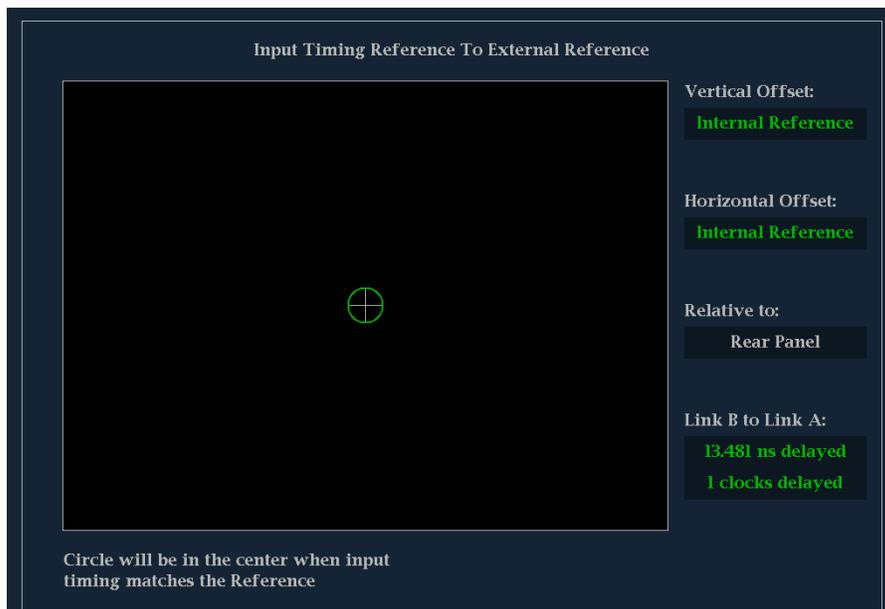 Input Timing Reference To External Reference
Vertical Offset:
Internal Reference
Horizontal Offset:
Internal Reference
Relative to:
Rear Panel
Link B to Link A:
13.481 ns delayed
1 clocks delayed
Circle will be in the center when input
timing matches the Reference